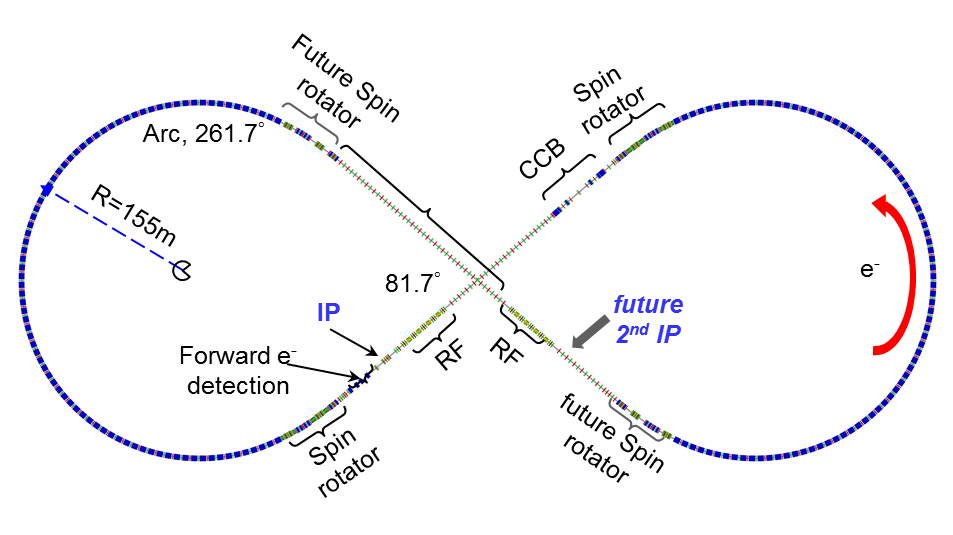 Future Spin
rotator
Spin
rotator
CCB
Arc, 261.7°
R=155m
81.7°
e-
IP
future
2nd IP
Forward e-
detection
RF
RF
Spin
rotator
future Spin
rotator